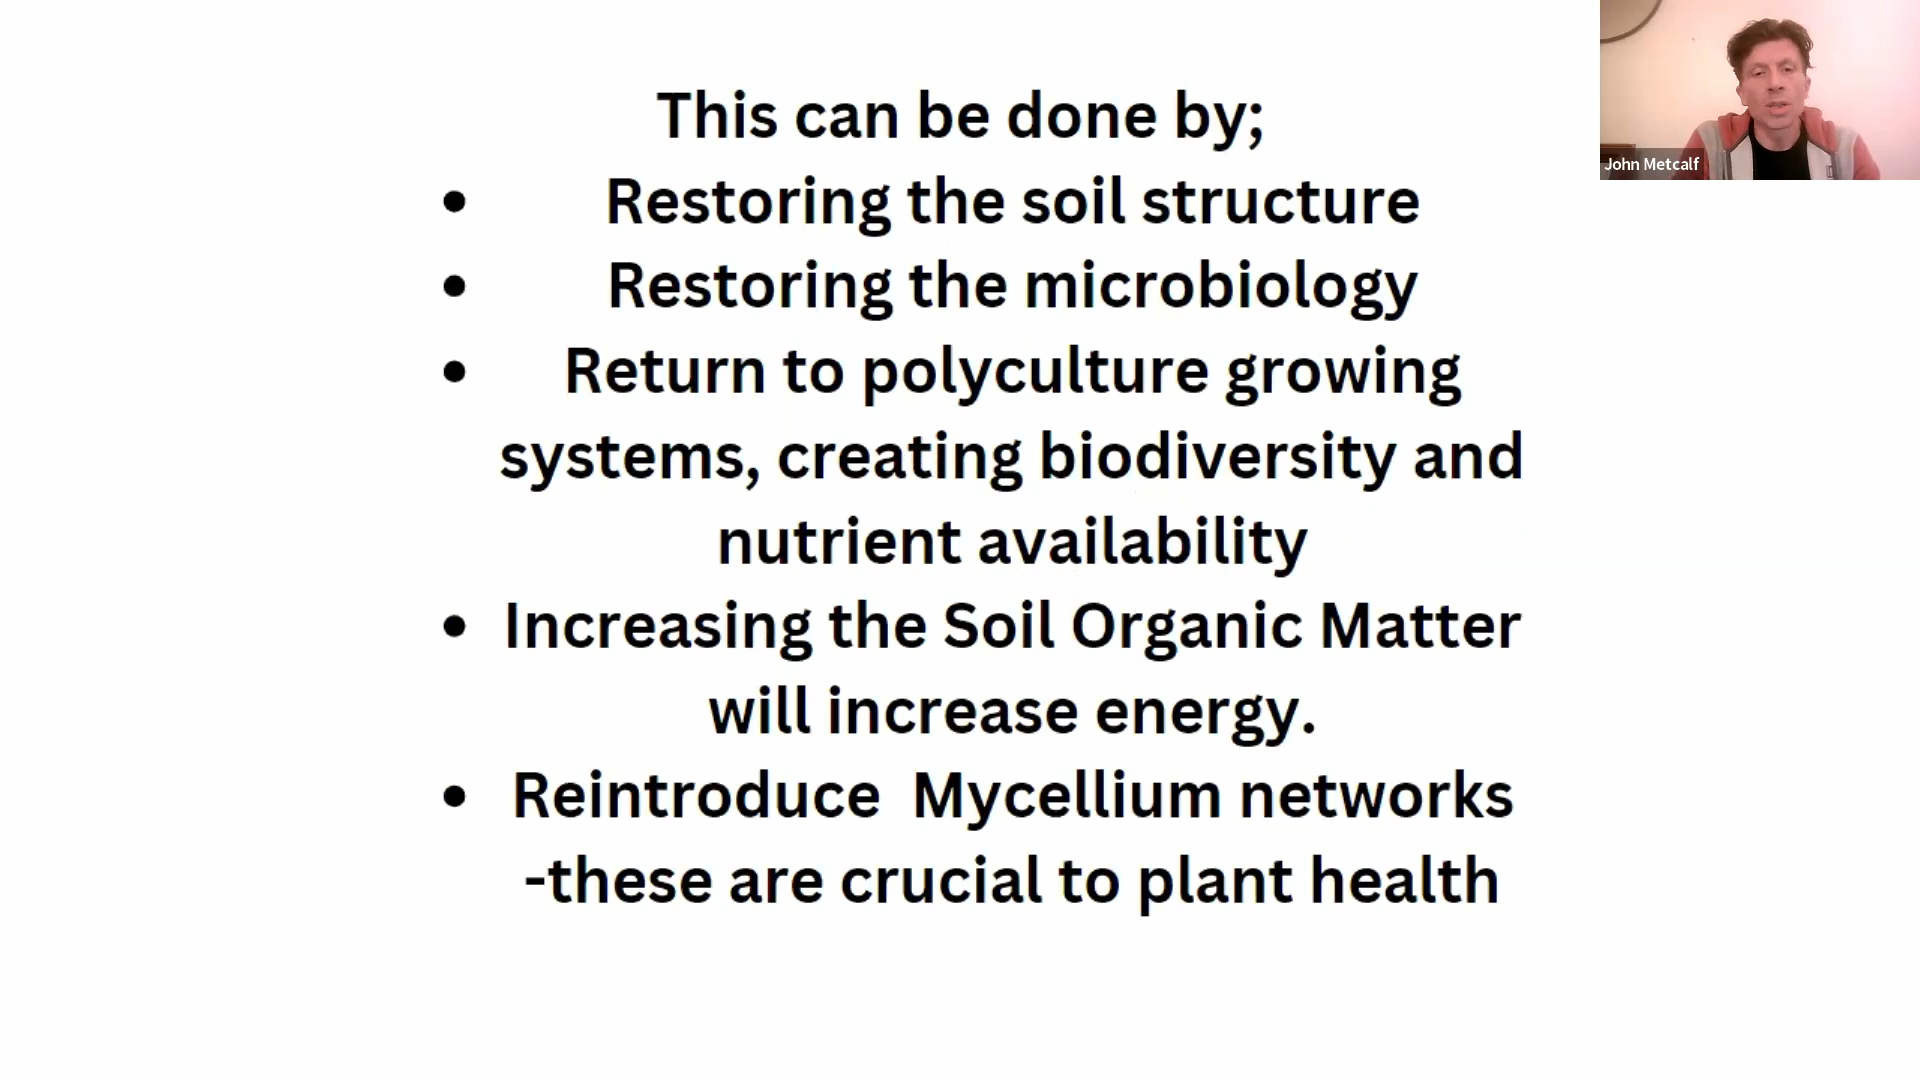 This can be done by;
• Restoring the soil structure
• Restoring the microbiology
• Return to polyculture growing
systems, creating biodiversity and
nutrient availability
• Increasing the Soil Organic Matter
will increase energy.
• Reintroduce  Mycellium networks
-these are crucial to plant health
John Metcalf